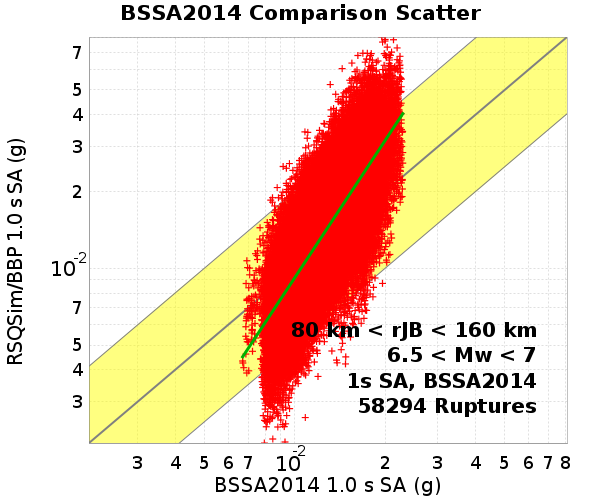 BSSA2014 Comparison Scatter
RSQSim/BBP 1.0 s SA (g)
7
5
4
3
2
10-2
7
5
4
3
80 km < rJB < 160 km
6.5 < Mw < 7
1s SA, BSSA2014
58294 Ruptures
3 4 5 6 7 10-2 2 3 4 5 6 7 8
BSSA2014 1.0 s SA (g)